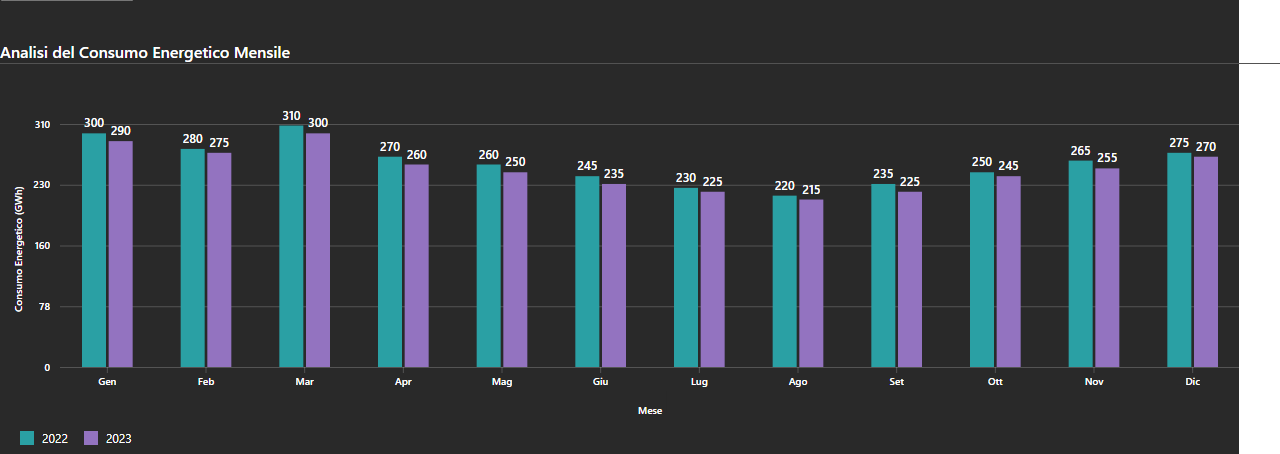 Analisi del Consumo Energetico Mensile
Consumo Energetico (GWh)
310
230
160
78
0
300 290 280 275 310 300 270 260 260 250 245 235 230 225 220 215 235 225 250 245 265 255 275 270
Gen Feb Mar Apr Mag Giu Lug Ago Set Ott Nov Dic
Mese
2022 2023